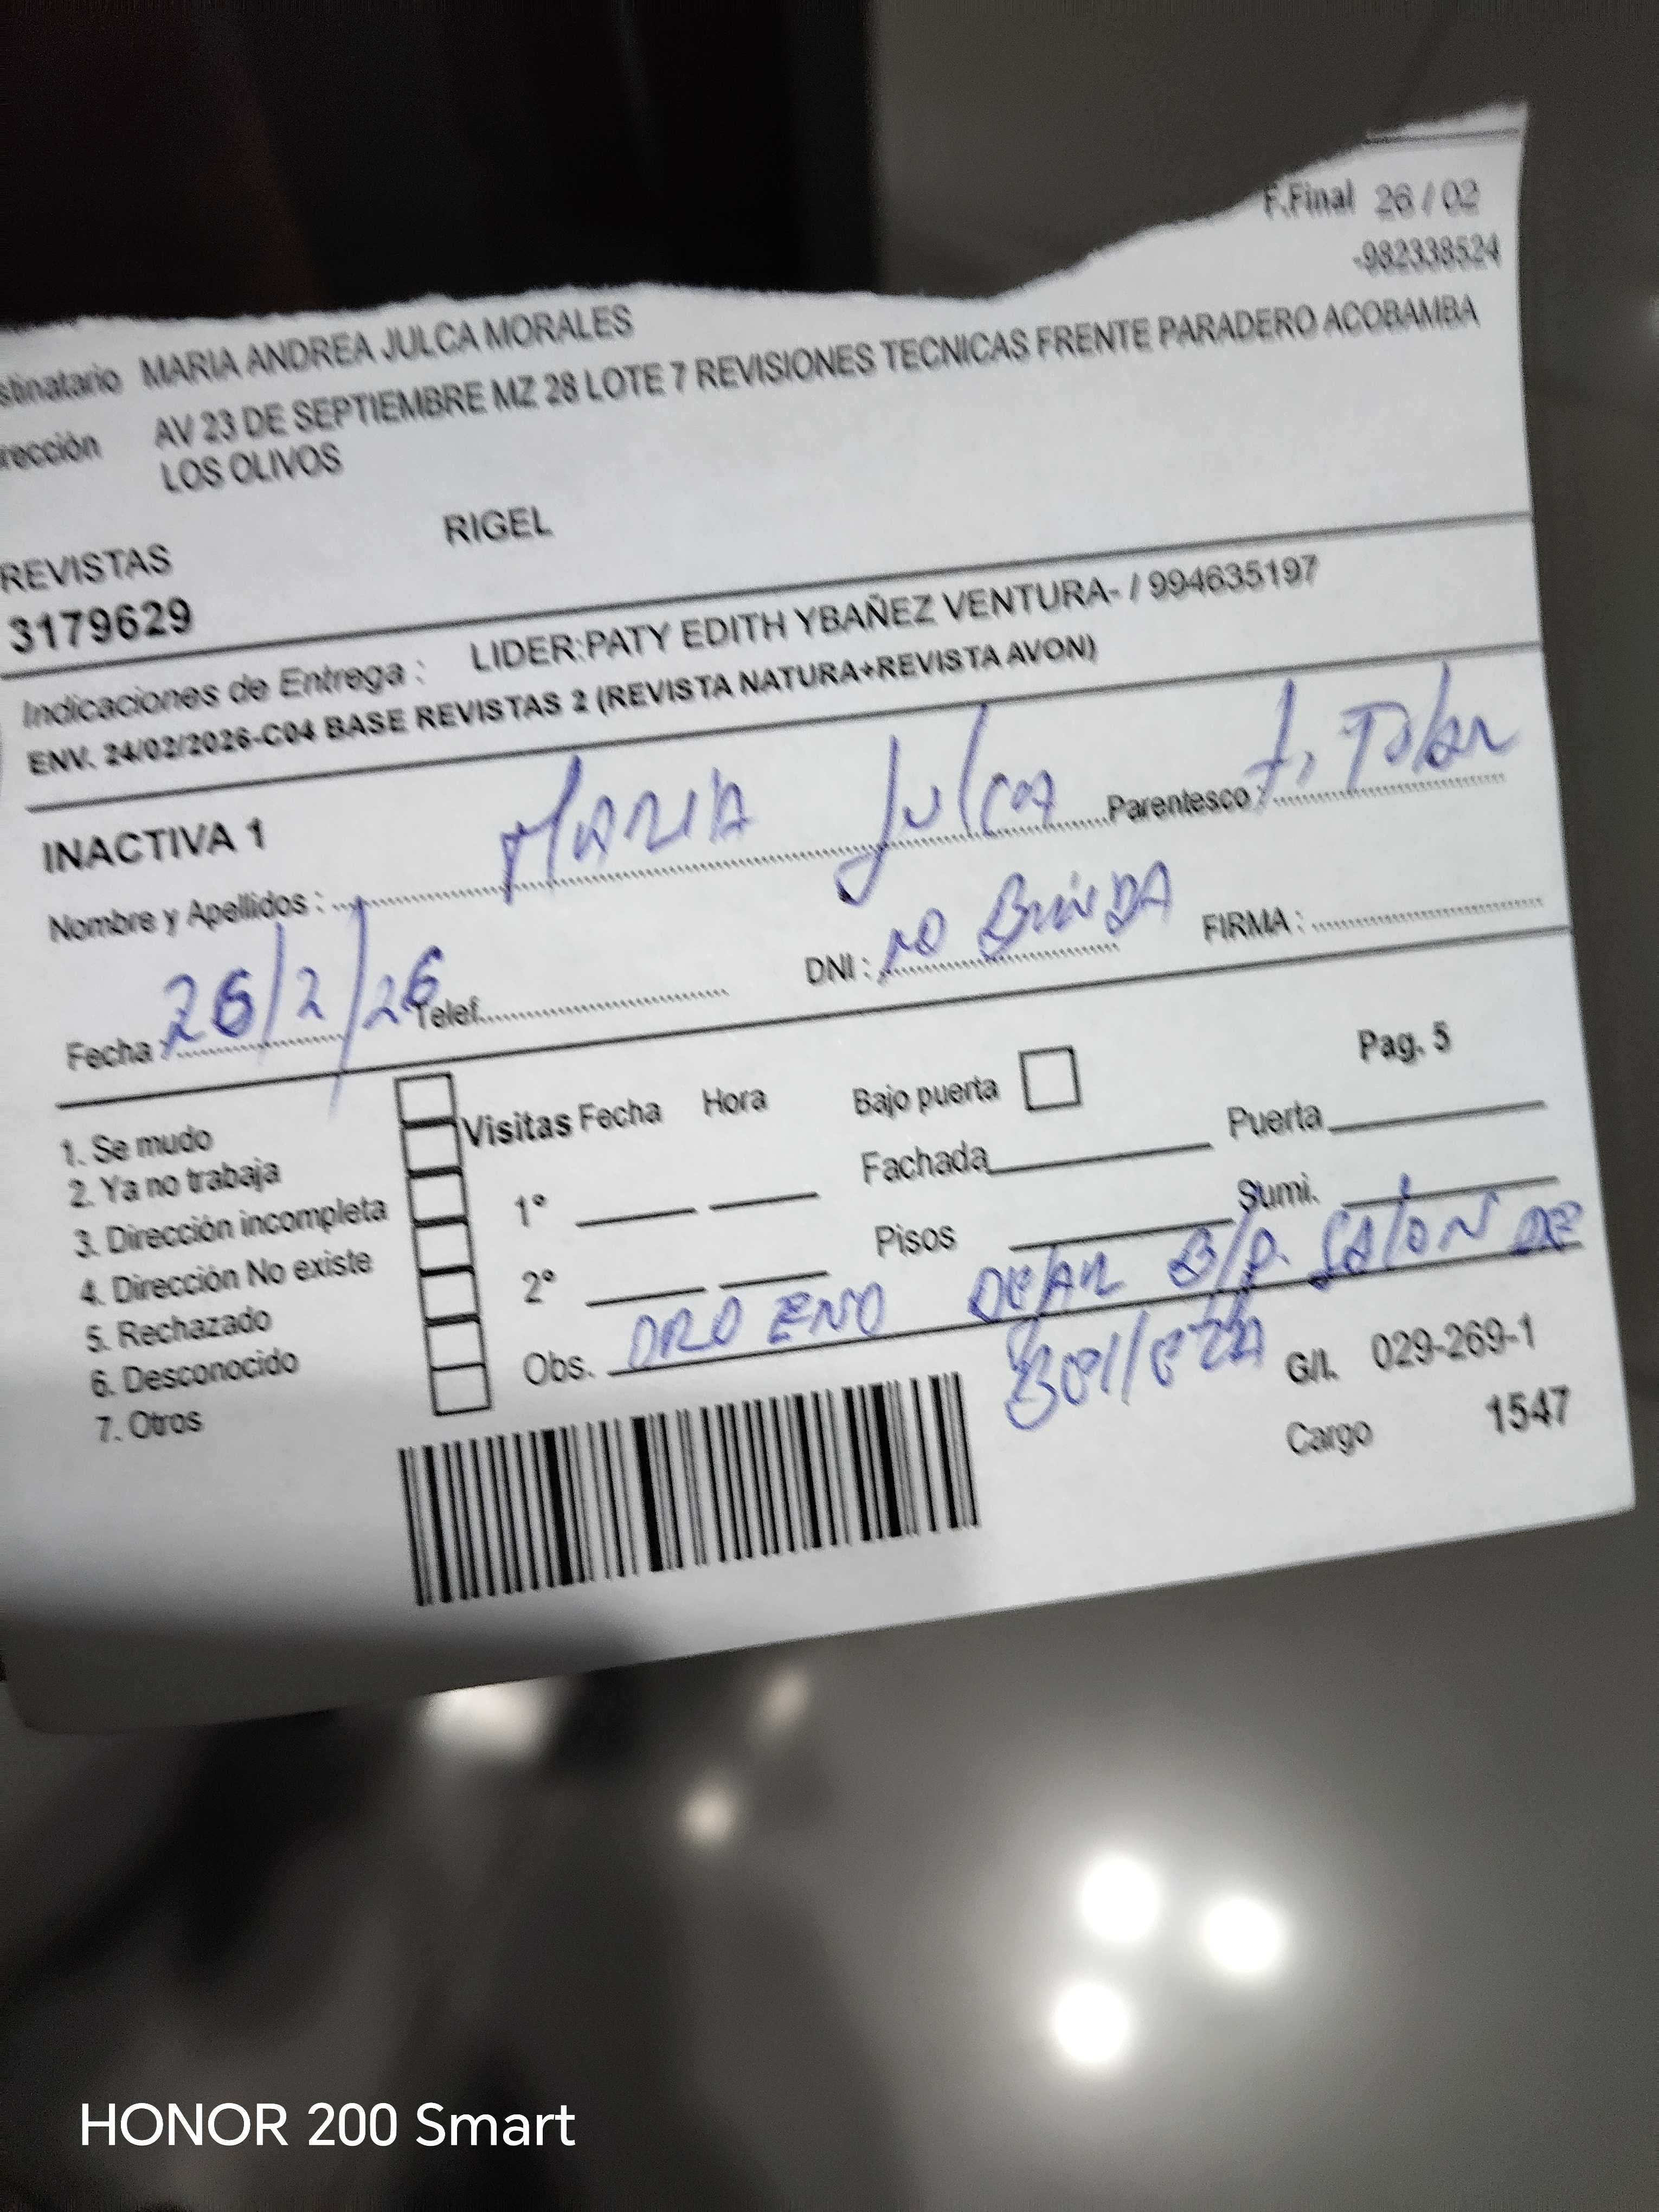 F.Final 26 / 02
-982338524
stinatario MARIA ANDREA JULCA MORALES
rección AV 23 DE SEPTIEMBRE MZ 28 LOTE 7 REVISIONES TECNICAS FRENTE PARADERO ACOBAMBA
LOS OLIVOS
REVISTAS RIGEL
3179629
Indicaciones de Entrega : LIDER:PATY EDITH YBAÑEZ VENTURA- / 994635197
ENV. 24/02/2026-C04 BASE REVISTAS 2 (REVISTA NATURA+REVISTA AVON)
INACTIVA 1
Nombre y Apellidos : MARIA Julca Parentesco :
Fecha : 26/2/26 Telef. DNI : NO BRINDA FIRMA :
Pag. 5
1. Se mudo
2. Ya no trabaja
3. Dirección incompleta
4. Dirección No existe
5. Rechazado
6. Desconocido
7. Otros
Visitas Fecha Hora Bajo puerta
1° Fachada Puerta
2° Pisos Sumi.
Obs. DEJAR B/P. SALON DE
BELLEZA
G/l. 029-269-1
Cargo 1547
HONOR 200 Smart